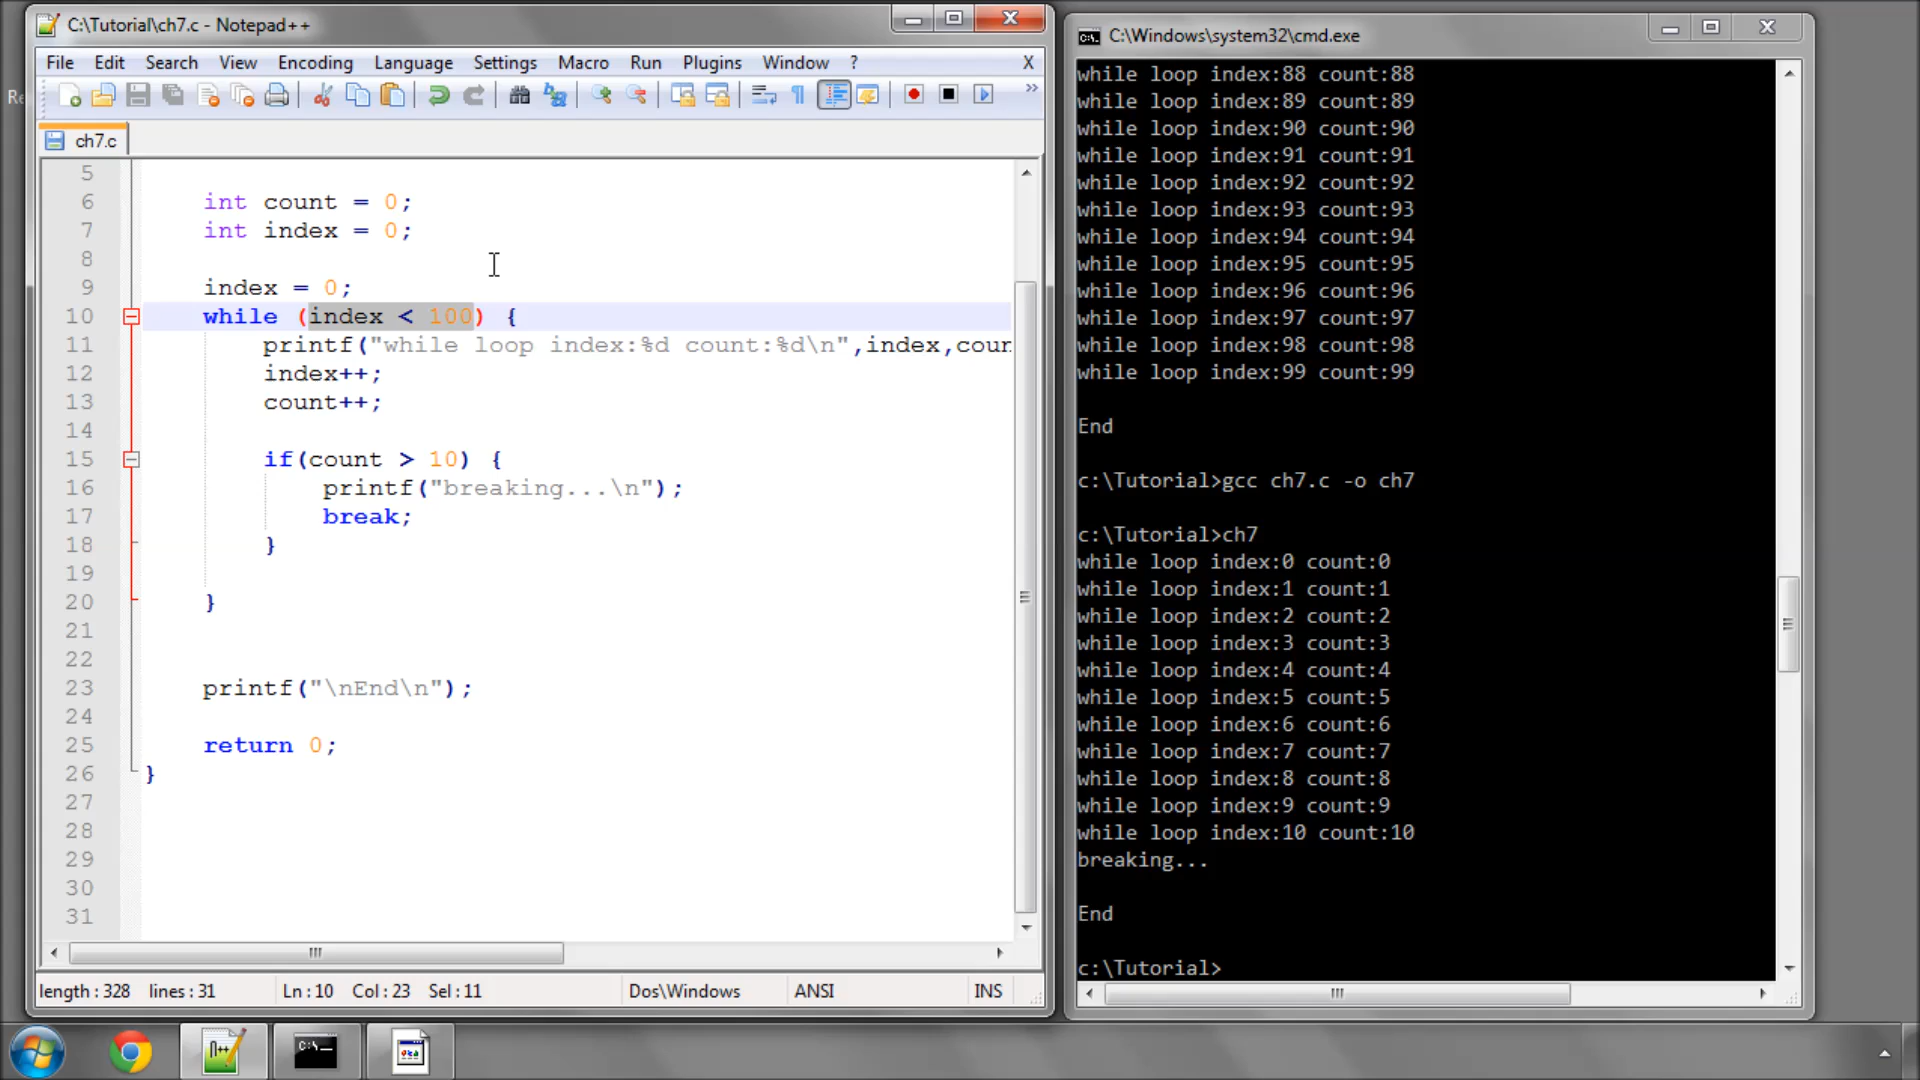 C:\Tutorial\ch7.c - Notepad++
File Edit Search View Encoding Language Settings Macro Run Plugins Window ? X
ch7.c
5
6 int count = 0;
7 int index = 0;
8
9 index = 0;
10 while (index < 100) {
11 printf("while loop index:%d count:%d\n",index,coun
12 index++;
13 count++;
14
15 if(count > 10) {
16 printf("breaking...\n");
17 break;
18 }
19
20 }
21
22
23 printf("\nEnd\n");
24
25 return 0;
26 }
27
28
29
30
31
length : 328 lines : 31 Ln : 10 Col : 23 Sel : 11 Dos\Windows ANSI INS
C:\Windows\system32\cmd.exe
while loop index:88 count:88
while loop index:89 count:89
while loop index:90 count:90
while loop index:91 count:91
while loop index:92 count:92
while loop index:93 count:93
while loop index:94 count:94
while loop index:95 count:95
while loop index:96 count:96
while loop index:97 count:97
while loop index:98 count:98
while loop index:99 count:99
End
c:\Tutorial>gcc ch7.c -o ch7
c:\Tutorial>ch7
while loop index:0 count:0
while loop index:1 count:1
while loop index:2 count:2
while loop index:3 count:3
while loop index:4 count:4
while loop index:5 count:5
while loop index:6 count:6
while loop index:7 count:7
while loop index:8 count:8
while loop index:9 count:9
while loop index:10 count:10
breaking...
End
c:\Tutorial>